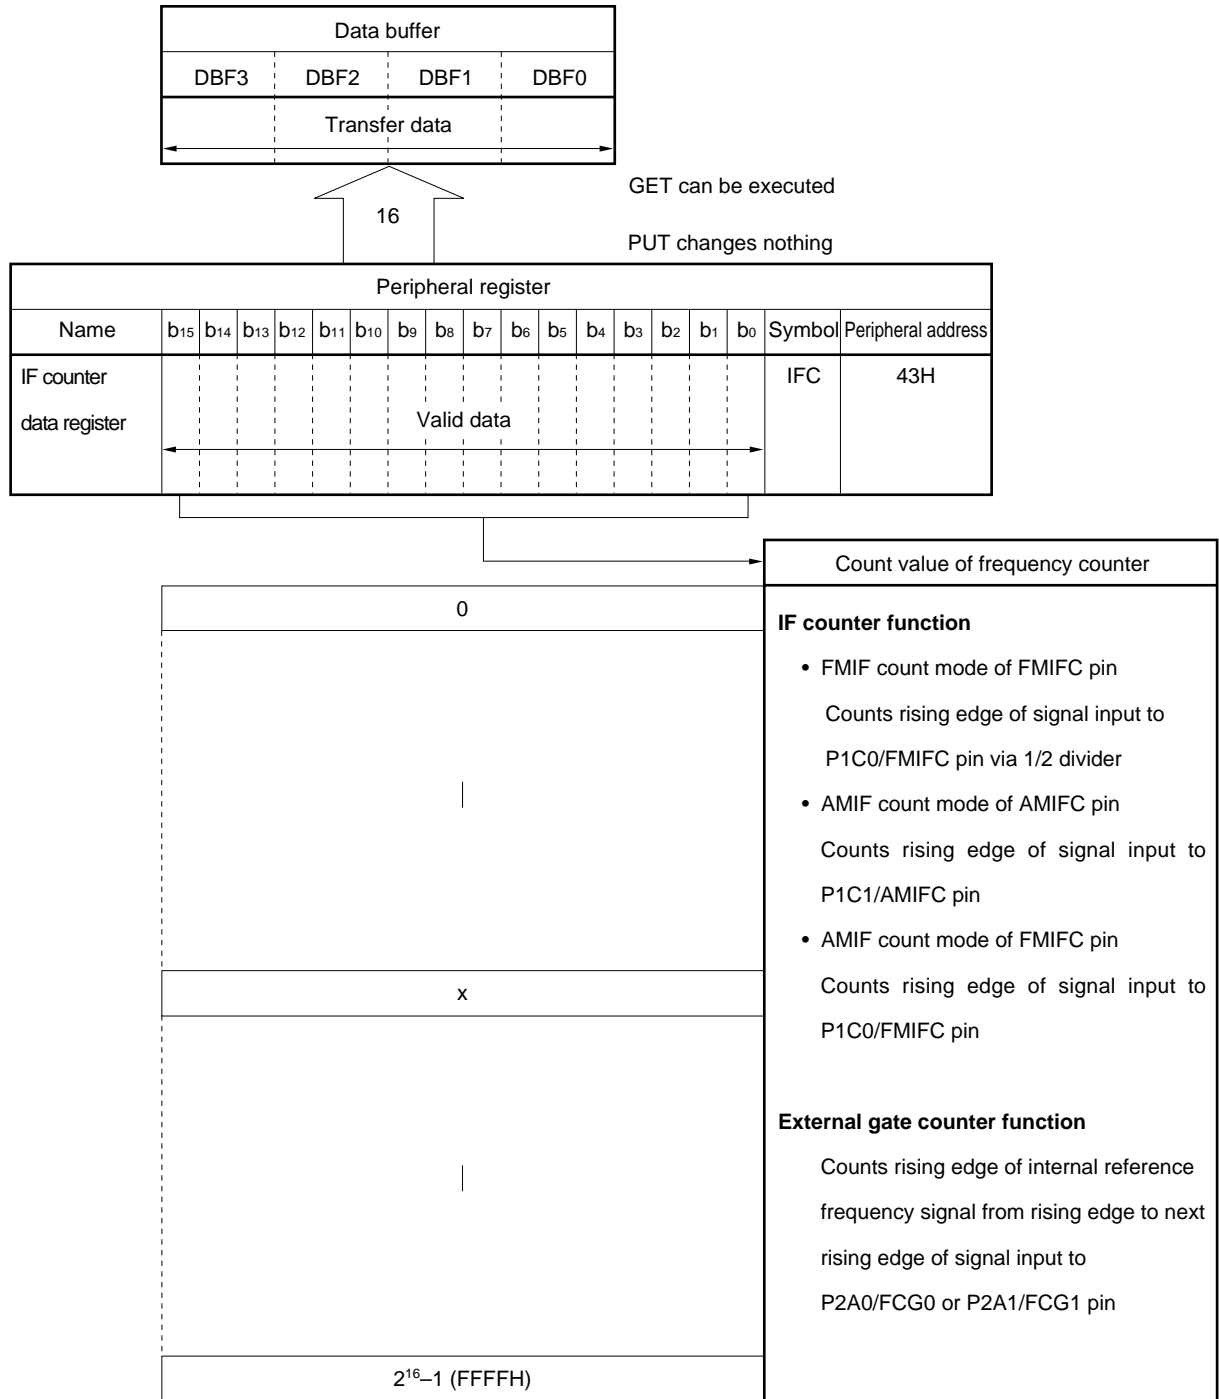 Data buffer
DBF3 DBF2 DBF1 DBF0
Transfer data
16
GET can be executed
PUT changes nothing
Peripheral register
Name b15 b14 b13 b12 b11 b10 b9 b8 b7 b6 b5 b4 b3 b2 b1 b0 Symbol Peripheral address
IF counter IFC 43H
data register Valid data
Count value of frequency counter
0
IF counter function
• FMIF count mode of FMIFC pin
Counts rising edge of signal input to
P1C0/FMIFC pin via 1/2 divider
• AMIF count mode of AMIFC pin
Counts rising edge of signal input to
P1C1/AMIFC pin
• AMIF count mode of FMIFC pin
Counts rising edge of signal input to
P1C0/FMIFC pin
x
External gate counter function
Counts rising edge of internal reference
frequency signal from rising edge to next
rising edge of signal input to
P2A0/FCG0 or P2A1/FCG1 pin
2¹⁶–1 (FFFFH)